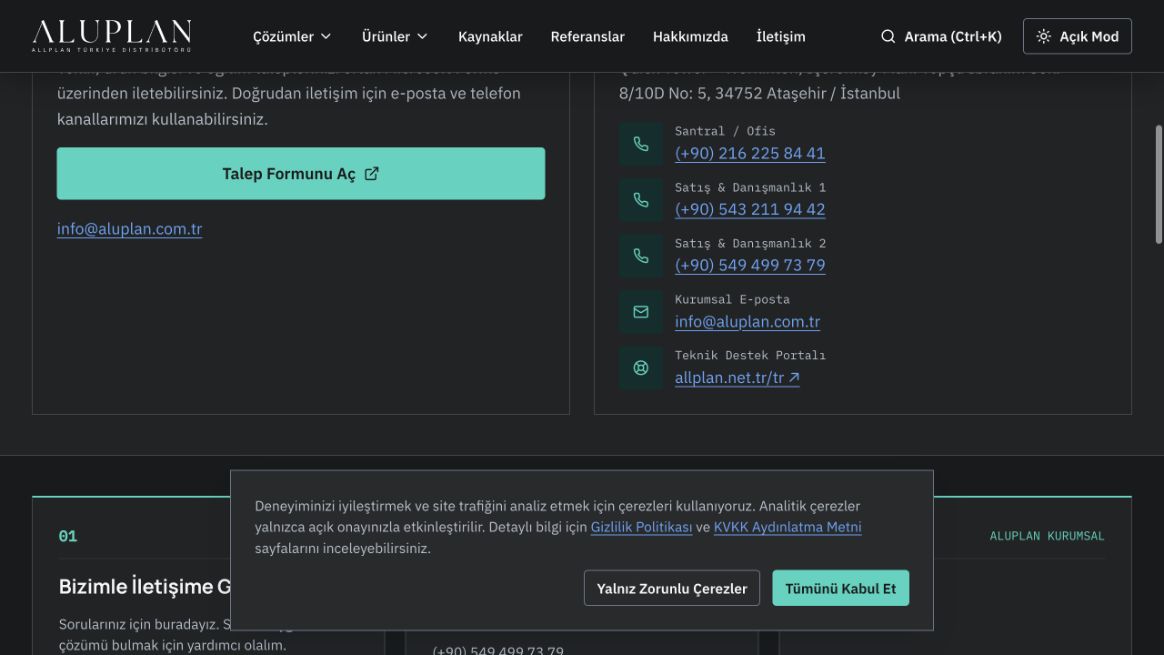 ALUPLAN
ALLPLAN TÜRKİYE DİSTRİBÜTÖRÜ
Çözümler
Ürünler
Kaynaklar
Referanslar
Hakkımızda
İletişim
Arama (Ctrl+K)
Açık Mod
üzerinden iletebilirsiniz. Doğrudan iletişim için e-posta ve telefon
kanallarımızı kullanabilirsiniz.
Talep Formunu Aç
info@aluplan.com.tr
8/10D No: 5, 34752 Ataşehir / İstanbul
Santral / Ofis
(+90) 216 225 84 41
Satış & Danışmanlık 1
(+90) 543 211 94 42
Satış & Danışmanlık 2
(+90) 549 499 73 79
Kurumsal E-posta
info@aluplan.com.tr
Teknik Destek Portalı
allplan.net.tr/tr ↗
Deneyiminizi iyileştirmek ve site trafiğini analiz etmek için çerezleri kullanıyoruz. Analitik çerezler
yalnızca açık onayınızla etkinleştirilir. Detaylı bilgi için Gizlilik Politikası ve KVKK Aydınlatma Metni
sayfalarını inceleyebilirsiniz.
Yalnız Zorunlu Çerezler
Tümünü Kabul Et
01
ALUPLAN KURUMSAL
Bizimle İletişime G
Sorularınız için buradayız.
çözümü bulmak için yardımcı olalım.
(+90) 549 499 73 79